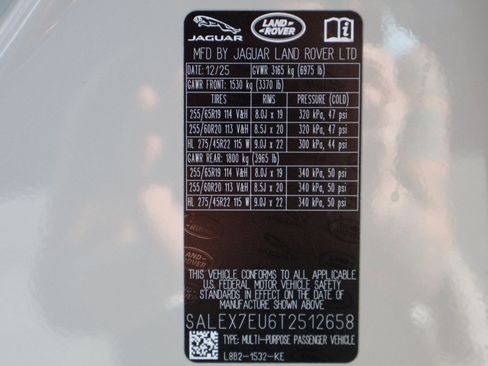 JAGUAR LAND ROVER
MFD BY JAGUAR LAND ROVER LTD
DATE: 12/25 GVWR 3165 kg (6975 lb)
GAWR FRONT: 1530 kg (3370 lb)
TIRES RIMS PRESSURE (COLD)
255/65R19 114 V&H 8.0J x 19 320 kPa, 47 psi
255/60R20 113 V&H 8.5J x 20 320 kPa, 47 psi
HL 275/45R22 115 W 9.0J x 22 300 kPa, 44 psi
GAWR REAR: 1800 kg (3965 lb)
255/65R19 114 V&H 8.0J x 19 340 kPa, 50 psi
255/60R20 113 V&H 8.5J x 20 340 kPa, 50 psi
HL 275/45R22 115 W 9.0J x 22 340 kPa, 50 psi
THIS VEHICLE CONFORMS TO ALL APPLICABLE
U.S. FEDERAL MOTOR VEHICLE SAFETY
STANDARDS IN EFFECT ON THE DATE OF
MANUFACTURE SHOWN ABOVE
SALEX7EU6T2512658
TYPE: MULTI-PURPOSE PASSENGER VEHICLE
L8B2-1532-KE